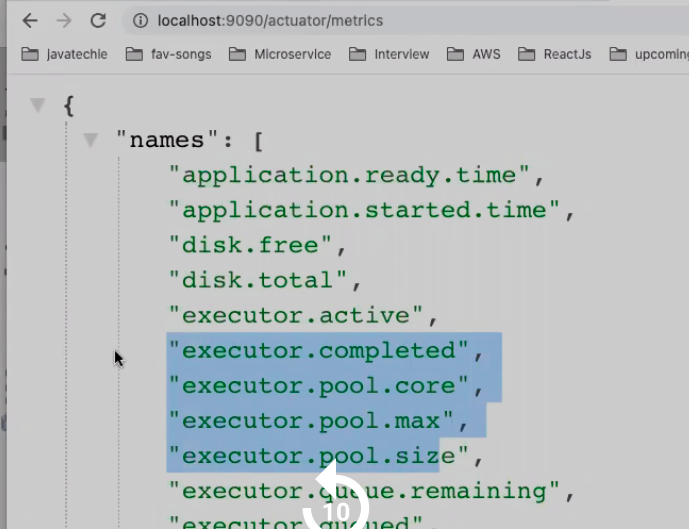 localhost:9090/actuator/metrics
javatechie fav-songs Microservice Interview AWS ReactJs upcoming
{
"names": [
"application.ready.time",
"application.started.time",
"disk.free",
"disk.total",
"executor.active",
"executor.completed",
"executor.pool.core",
"executor.pool.max",
"executor.pool.size",
"executor.queue.remaining",
"executor.queued",
10